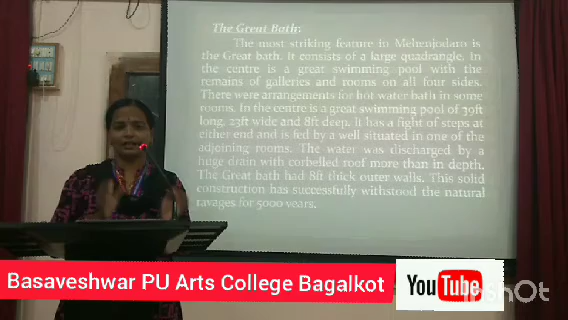 The Great Bath:
The most striking feature in Mehenjodaro is
the Great bath. It consists of a large quadrangle. In
the centre is a great swimming pool with the
remains of galleries and rooms on all four sides.
There were arrangements for hot water bath in some
rooms. In the centre is a great swimming pool of 39ft
long, 23ft wide and 8ft deep. It has a fight of steps at
either end and is fed by a well situated in one of the
adjoining rooms. The water was discharged by a
huge drain with corbelled roof more than in depth.
The Great bath had 8ft thick outer walls. This solid
construction has successfully withstood the natural
ravages for 5000 years.
Basaveshwar PU Arts College Bagalkot
YouTube
InShOt